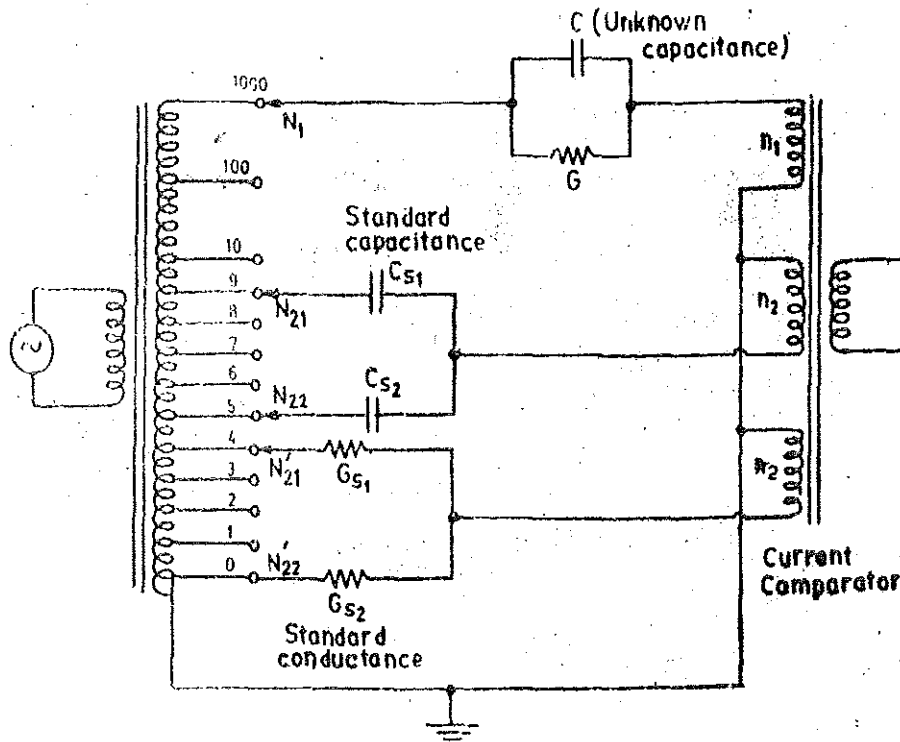 C (Unknown
capacitance)
1000
N1
n1
100
G
Standard
capacitance
10
CS1
9
N21
n2
8
7
6
CS2
5
N22
4
N'21
GS1
n2
3
2
1
0
N'22
GS2
Standard
conductance
Current
Comparator